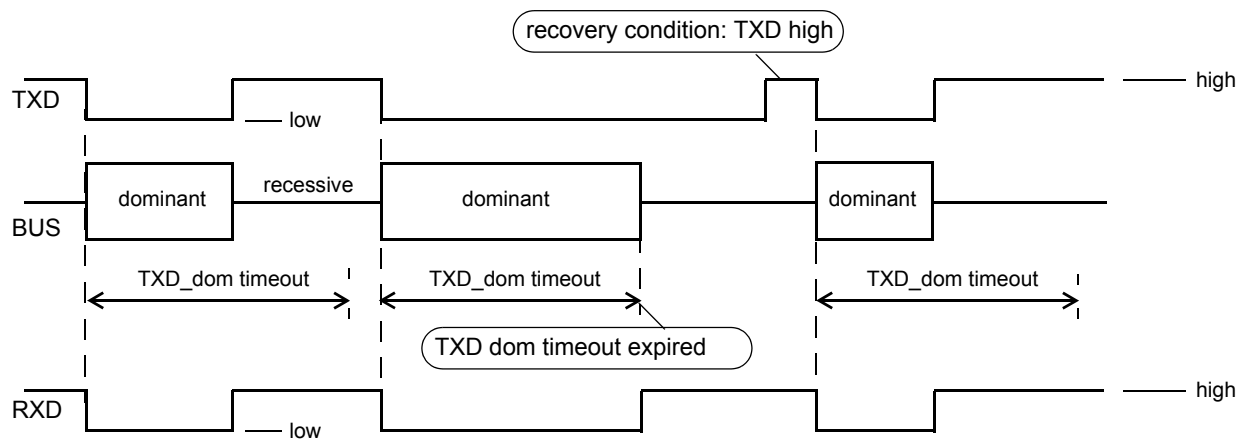 recovery condition: TXD high
TXD
low
high
BUS
dominant
recessive
dominant
dominant
TXD_dom timeout
TXD_dom timeout
TXD_dom timeout
TXD dom timeout expired
RXD
low
high